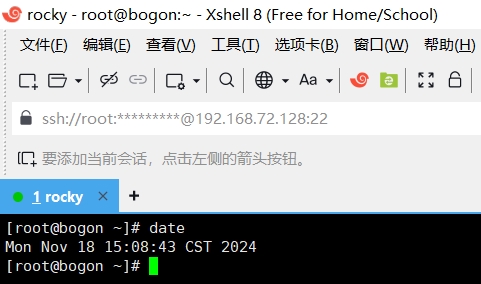 rocky - root@bogon:~ - Xshell 8 (Free for Home/School)
文件(F) 编辑(E) 查看(V) 工具(T) 选项卡(B) 窗口(W) 帮助(H)
Aa
ssh://root:*********@192.168.72.128:22
要添加当前会话，点击左侧的箭头按钮。
1 rocky × +
[root@bogon ~]# date
Mon Nov 18 15:08:43 CST 2024
[root@bogon ~]#